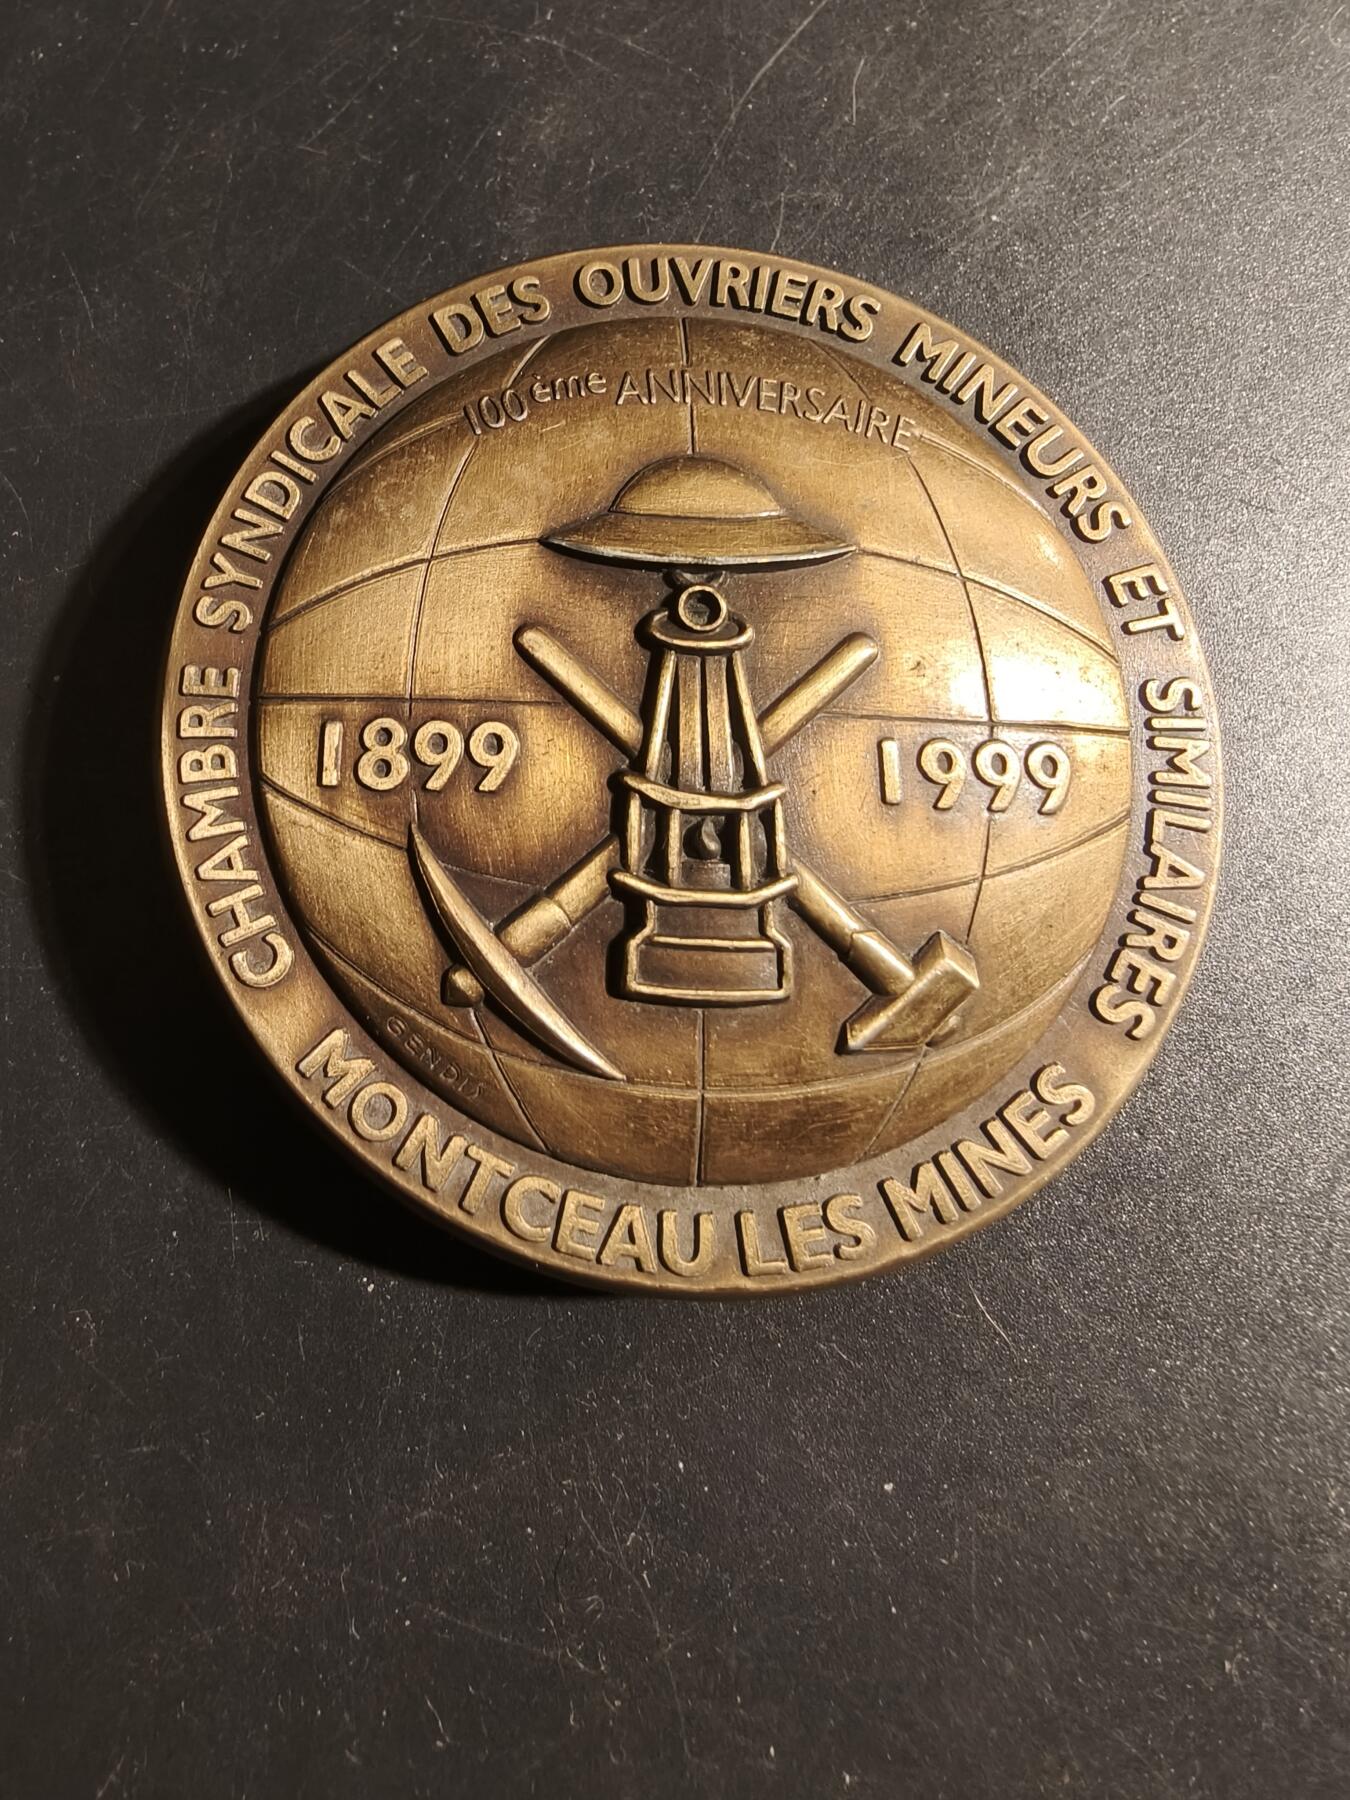 CHAMBRE SYNDICALE DES OUVRIERS MINEURS ET SIMILAIRES
100ème ANNIVERSAIRE
1899 1999
GENDIS
MONTCEAU LES MINES